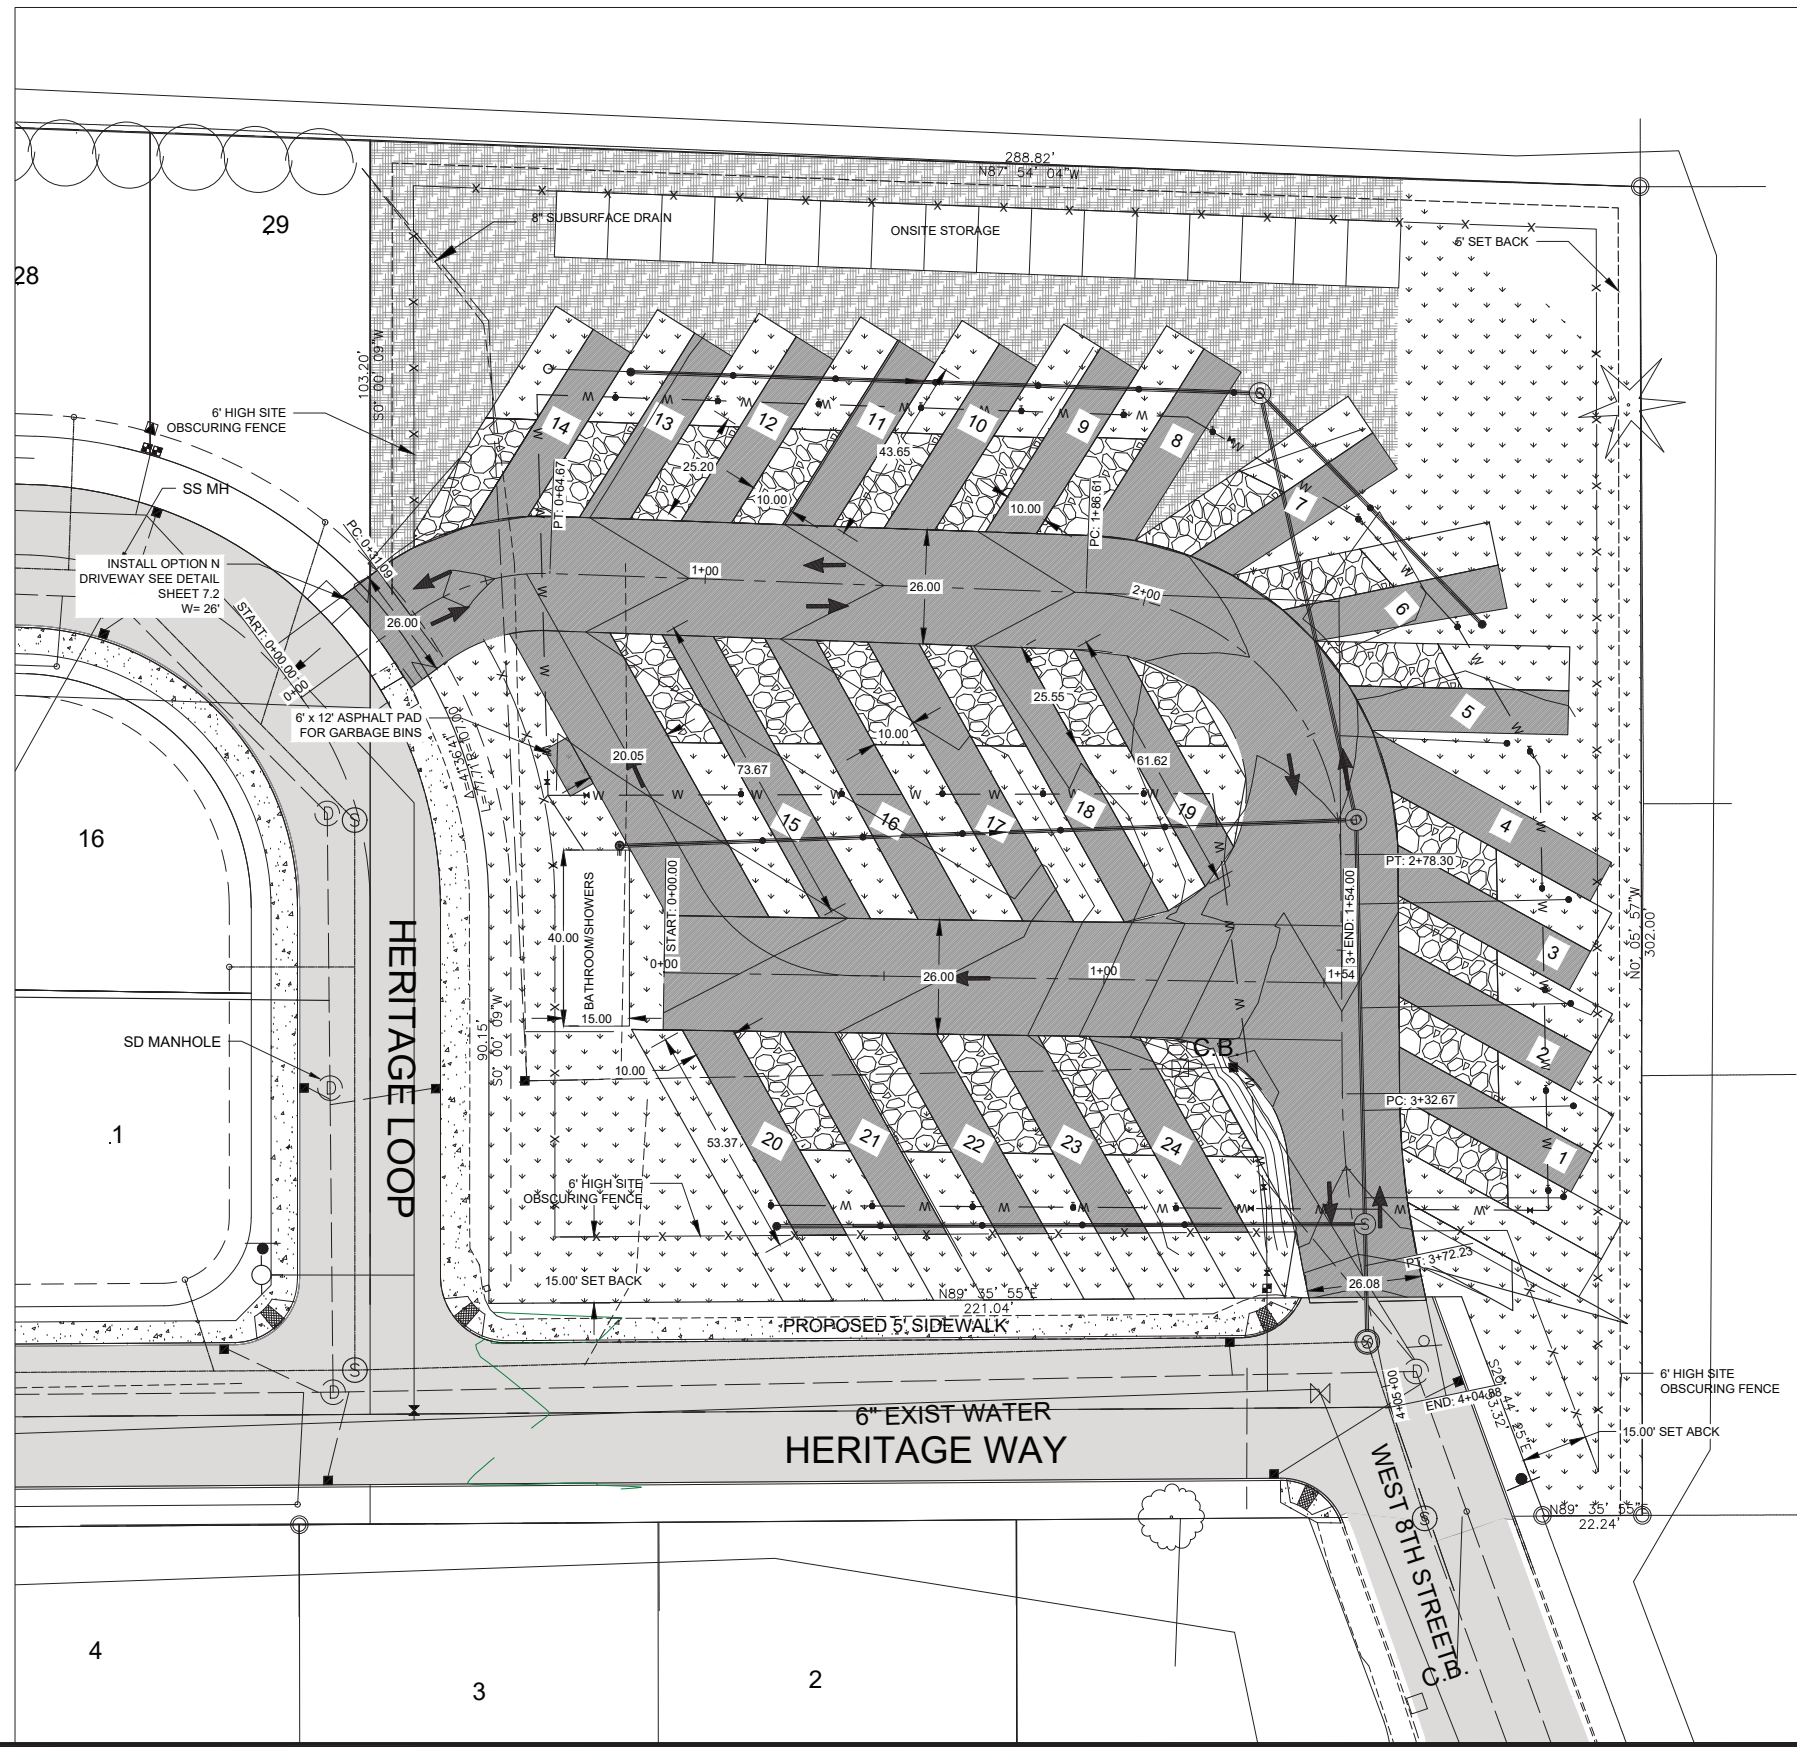 288.82'
N87° 54' 04"W
29
8" SUBSURFACE DRAIN
ONSITE STORAGE
5' SET BACK
28
103.20'
S0° 00' 09"W
6' HIGH SITE
OBSCURING FENCE
14
13
12
11
10
9
8
7
43.65
25.20
10.00
10.00
PT: 0+64.67
PC: 1+86.61
SS MH
PC: 0+31.09
INSTALL OPTION N
DRIVEWAY SEE DETAIL
SHEET 7.2
W= 26'
1+00
26.00
2+00
6
26.00
START: 0+00.00
0+00
25.55
5
6' x 12' ASPHALT PAD
FOR GARBAGE BINS
10.00
20.05
73.67
61.62
15
16
17
18
19
4
16
PT: 2+78.30
BATHROOM/SHOWERS
40.00
15.00
START: 0+00.00
END: 1+54.00
HERITAGE LOOP
N0° 05' 57"W
302.00'
3
0+00
26.00
1+00
1+54
90.15'
S0° 00' 09"W
SD MANHOLE
C.B.
2
10.00
PC: 3+32.67
1
53.37
20
21
22
23
24
1
6' HIGH SITE
OBSCURING FENCE
PT: 3+72.23
15.00' SET BACK
26.08
N89° 35' 55"E
221.04'
PROPOSED 5' SIDEWALK
6' HIGH SITE
OBSCURING FENCE
4+05+00
END: 4+04.88
6" EXIST WATER
HERITAGE WAY
15.00' SET ABCK
WEST 8TH STREET
N89° 35' 55"E
22.24'
C.B.
4
3
2